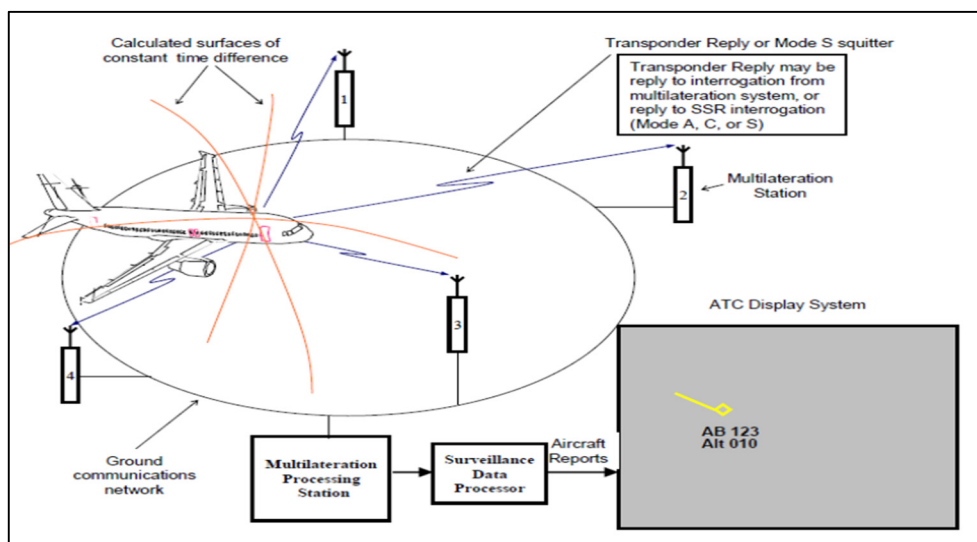 Calculated surfaces of
constant time difference
1
Transponder Reply or Mode S squitter
Transponder Reply may be
reply to interrogation from
multilateration system, or
reply to SSR interrogation
(Mode A, C, or S)
2
Multilateration
Station
3
4
ATC Display System
AB 123
Alt 010
Ground
communications
network
Multilateration
Processing
Station
Surveillance
Data
Processor
Aircraft
Reports